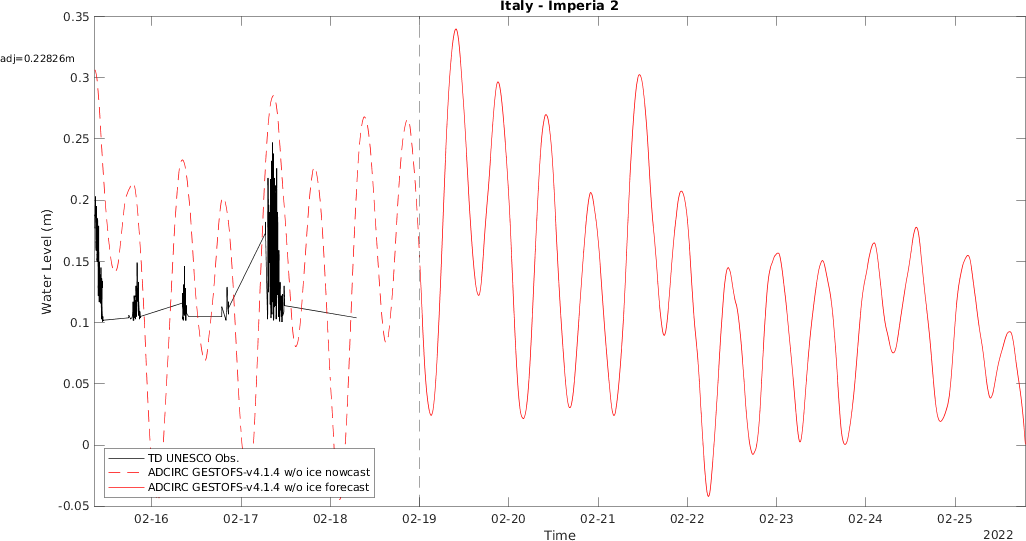 Italy - Imperia 2
adj=0.22826m
0.35
0.3
0.25
0.2
0.15
0.1
0.05
0
-0.05
Water Level (m)
TD UNESCO Obs.
ADCIRC GESTOFS-v4.1.4 w/o ice nowcast
ADCIRC GESTOFS-v4.1.4 w/o ice forecast
02-16 02-17 02-18 02-19 02-20 02-21 02-22 02-23 02-24 02-25
Time
2022